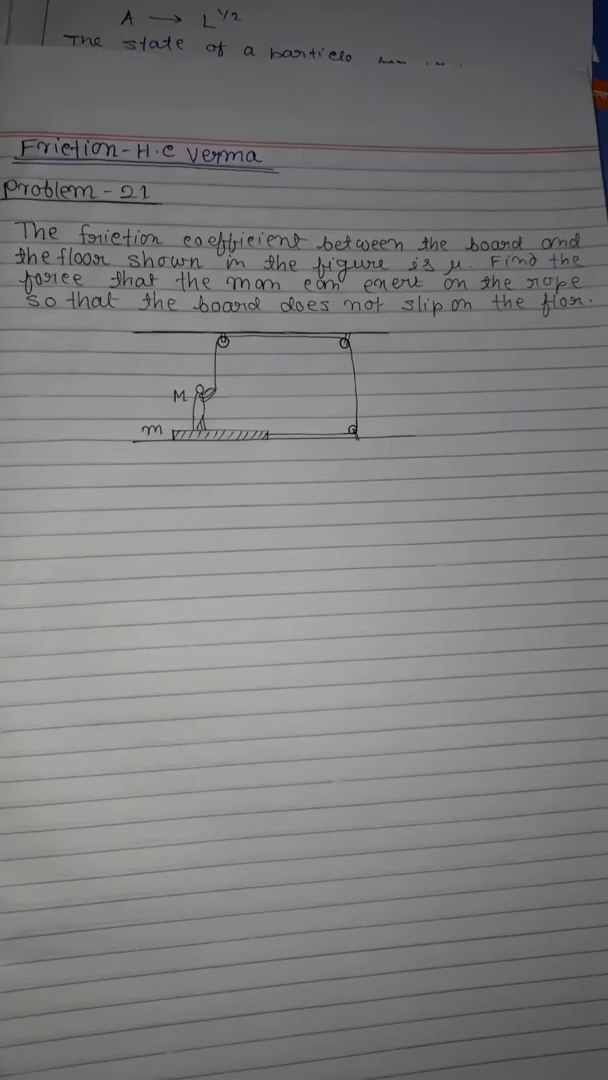 A → L^1/2
The state of a particle ......
Friction-H.C Verma
Problem - 21
The friction coefficient between the board and
the floor shown in the figure is μ. Find the
force that the man can exert on the rope
so that the board does not slip on the flor.
M
m